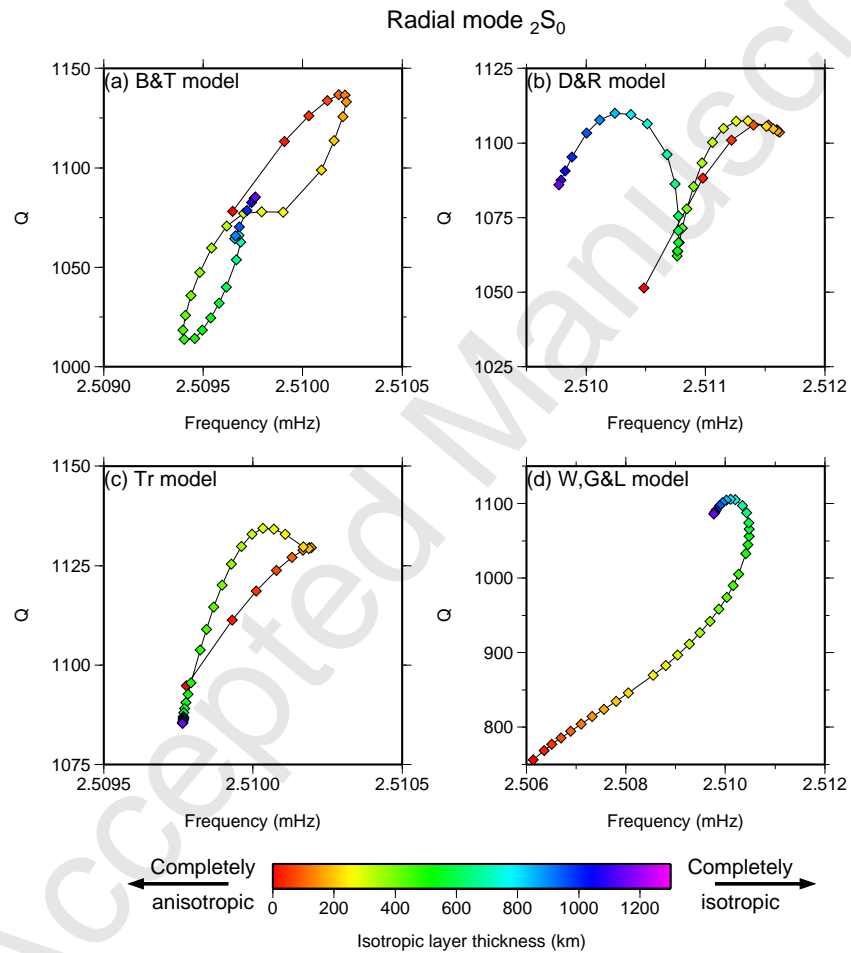 Radial mode ₂S₀
(a) B&T model
1150
1100
1050
1000
Q
2.5090 2.5095 2.5100 2.5105
Frequency (mHz)
(b) D&R model
1125
1100
1075
1050
1025
Q
2.510 2.511 2.512
Frequency (mHz)
(c) Tr model
1150
1125
1100
1075
Q
2.5095 2.5100 2.5105
Frequency (mHz)
(d) W,G&L model
1100
1000
900
800
Q
2.506 2.508 2.510 2.512
Frequency (mHz)
Completely
anisotropic
0 200 400 600 800 1000 1200
Isotropic layer thickness (km)
Completely
isotropic
Accepted Manuscr